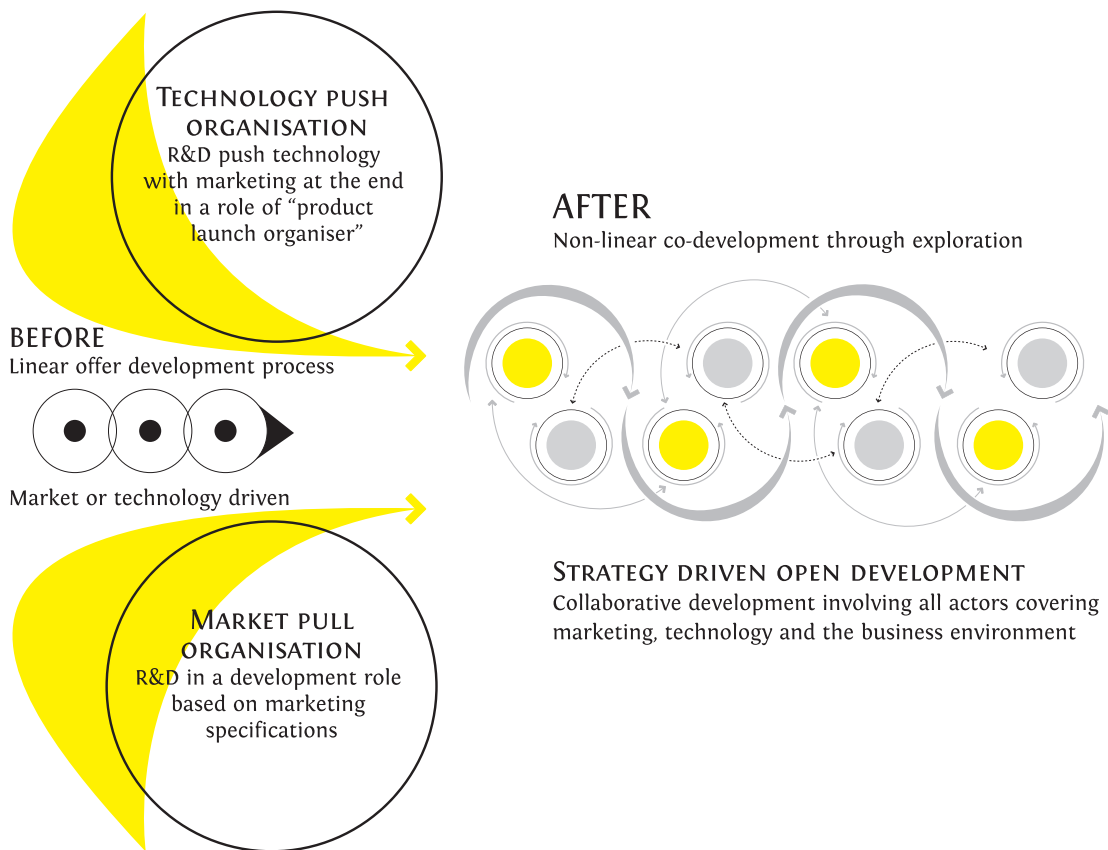 TECHNOLOGY PUSH
ORGANISATION
R&D push technology
with marketing at the end
in a role of “product
launch organiser”
BEFORE
Linear offer development process
Market or technology driven
MARKET PULL
ORGANISATION
R&D in a development role
based on marketing
specifications
AFTER
Non-linear co-development through exploration
STRATEGY DRIVEN OPEN DEVELOPMENT
Collaborative development involving all actors covering
marketing, technology and the business environment